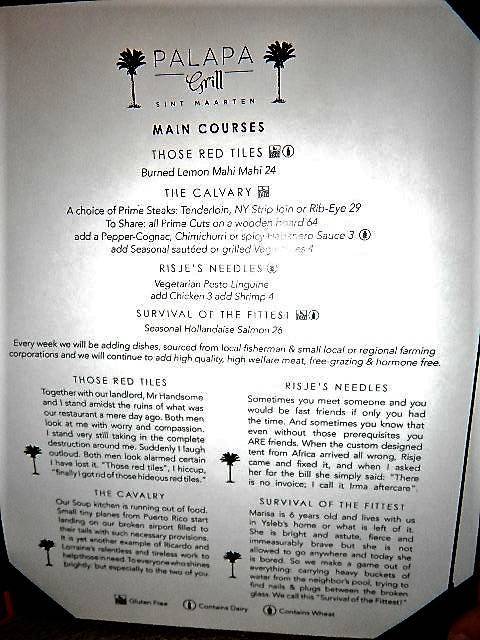 PALAPA
Grill
SINT MAARTEN
MAIN COURSES
THOSE RED TILES
Burned Lemon Mahi Mahi 24
THE CALVARY
A choice of Prime Steaks: Tenderloin, NY Strip loin or Rib-Eye 29
To Share: all Prime Cuts on a wooden board 64
add a Pepper-Cognac, Chimichurri or spicy Habanero Sauce 3
add Seasonal sautéed or grilled
RISJE'S NEEDLES
Vegetarian Pesto Linguine
add Chicken 3 add Shrimp 4
SURVIVAL OF THE FITTEST
Seasonal Hollandaise Salmon 26
Every week we will be adding dishes, sourced from local fisherman & small local or regional farming
corporations and we will continue to add high quality, high welfare meat, free-grazing & hormone free.
THOSE RED TILES
Together with our landlord, Mr Handsome
and I stand amidst the ruins of what was
our restaurant a mere day ago. Both men
look at me with worry and compassion.
I stand very still taking in the complete
destruction around me. Suddenly I laugh
outloud. Both men look alarmed certain
I have lost it. "Those red tiles", I hiccup,
"finally I got rid of those hideous red tiles."
THE CAVALRY
Our Soup kitchen is running out of food.
Small tiny planes from Puerto Rico start
landing on our broken airport filled to
their tails with such necessary provisions.
It is yet another example of Ricardo and
Lorraine's relentless and tireless work to
help those in need. To everyone who shines
brightly but especially to the two of you.
RISJE'S NEEDLES
Sometimes you meet someone and you
would be fast friends if only you had
the time. And sometimes you know that
even without those prerequisites you
ARE friends. When the custom designed
tent from Africa arrived all wrong, Risje
came and fixed it, and when I asked
her for the bill she simply said: "There
is no invoice; I call it Irma aftercare".
SURVIVAL OF THE FITTEST
Marisa is 6 years old and lives with us
in Ysleb's home or what is left of it.
She is bright and astute, fierce and
immeasurably brave but she is not
allowed to go anywhere and today she
is bored. So we make a game out of
everything: carrying heavy buckets of
water from the neighbor's pool, trying to
find nails & plugs between the broken
glass. We call this "Survival of the Fittest!"
Gluten Free
Contains Dairy
Contains Wheat